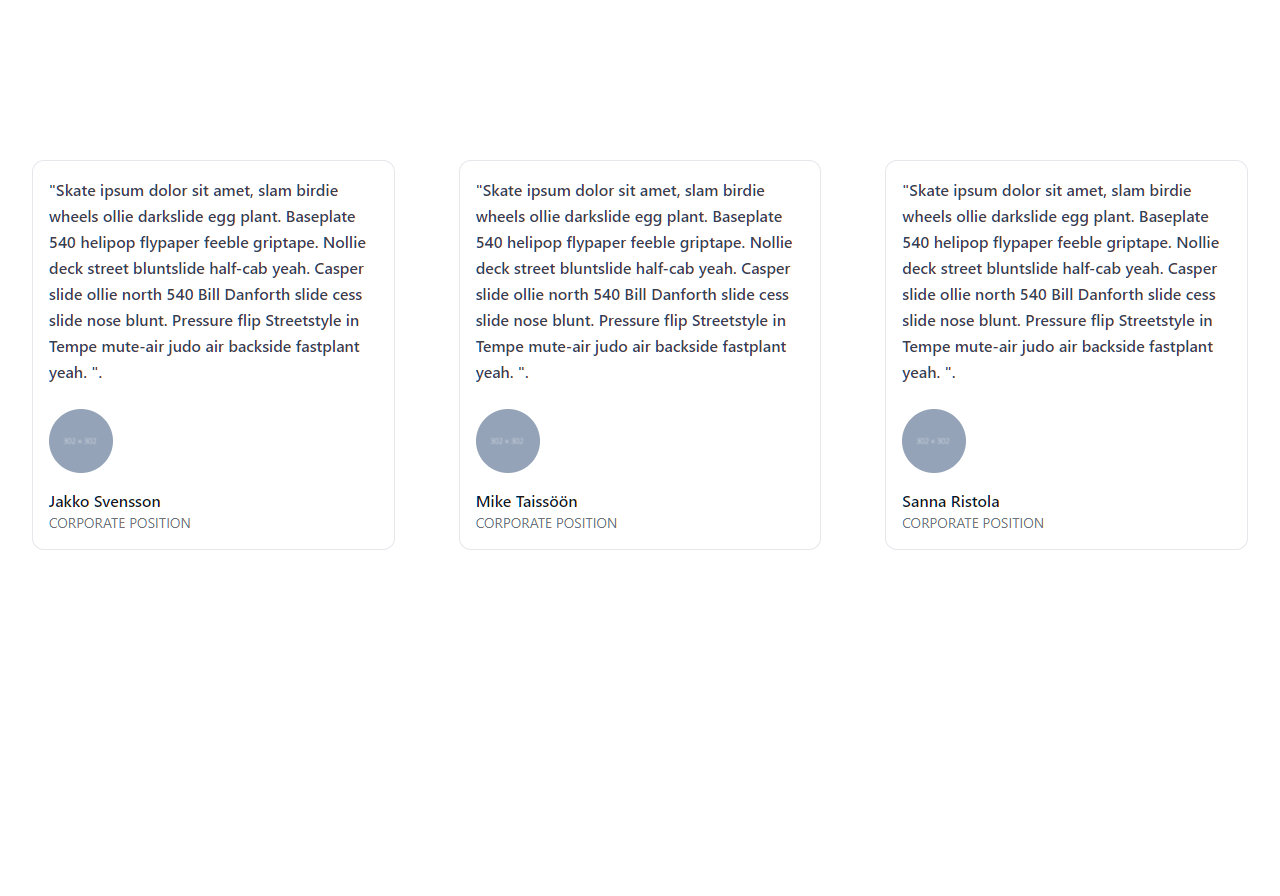 "Skate ipsum dolor sit amet, slam birdie
wheels ollie darkslide egg plant. Baseplate
540 helipop flypaper feeble griptape. Nollie
deck street bluntslide half-cab yeah. Casper
slide ollie north 540 Bill Danforth slide cess
slide nose blunt. Pressure flip Streetstyle in
Tempe mute-air judo air backside fastplant
yeah. ".
302 × 302
Jakko Svensson
CORPORATE POSITION
"Skate ipsum dolor sit amet, slam birdie
wheels ollie darkslide egg plant. Baseplate
540 helipop flypaper feeble griptape. Nollie
deck street bluntslide half-cab yeah. Casper
slide ollie north 540 Bill Danforth slide cess
slide nose blunt. Pressure flip Streetstyle in
Tempe mute-air judo air backside fastplant
yeah. ".
302 × 302
Mike Taissöön
CORPORATE POSITION
"Skate ipsum dolor sit amet, slam birdie
wheels ollie darkslide egg plant. Baseplate
540 helipop flypaper feeble griptape. Nollie
deck street bluntslide half-cab yeah. Casper
slide ollie north 540 Bill Danforth slide cess
slide nose blunt. Pressure flip Streetstyle in
Tempe mute-air judo air backside fastplant
yeah. ".
302 × 302
Sanna Ristola
CORPORATE POSITION